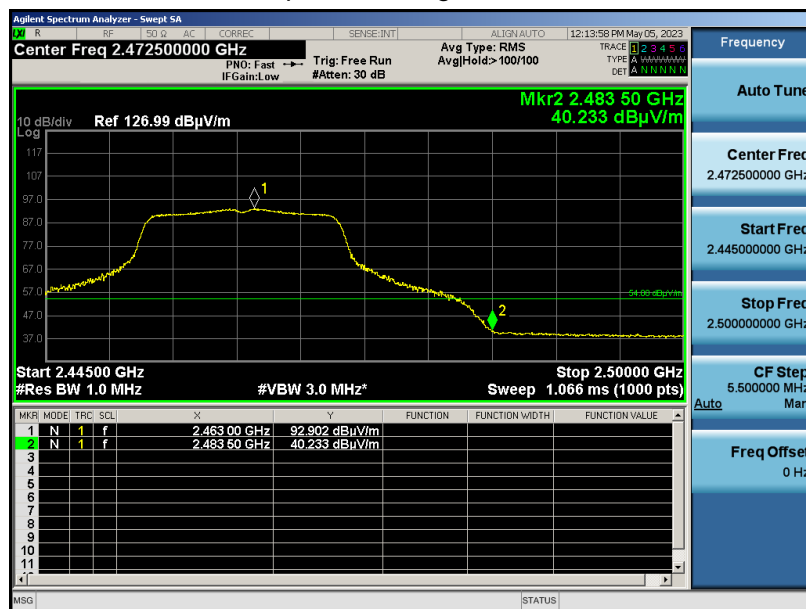 Agilent Spectrum Analyzer - Swept SA
LXI R RF 50 Ω AC CORREC SENSE:INT ALIGN AUTO 12:13:58 PM May 05, 2023
Center Freq 2.472500000 GHz
PNO: Fast
IFGain:Low
Trig: Free Run
#Atten: 30 dB
Avg Type: RMS
Avg|Hold:>100/100
TRACE 1 2 3 4 5 6
TYPE A WWWWW
DET A N N N N N
Mkr2 2.483 50 GHz
40.233 dBµV/m
10 dB/div Ref 126.99 dBµV/m
Log
117
107
97.0
87.0
77.0
67.0
57.0
47.0
37.0
1
54.00 dBµV/m
2
Start 2.44500 GHz Stop 2.50000 GHz
#Res BW 1.0 MHz #VBW 3.0 MHz* Sweep 1.066 ms (1000 pts)
MKR MODE TRC SCL X Y FUNCTION FUNCTION WIDTH FUNCTION VALUE
1 N 1 f 2.463 00 GHz 92.902 dBµV/m
2 N 1 f 2.483 50 GHz 40.233 dBµV/m
3
4
5
6
7
8
9
10
11
MSG STATUS
Frequency
Auto Tune
Center Freq
2.472500000 GHz
Start Freq
2.445000000 GHz
Stop Freq
2.500000000 GHz
CF Step
5.500000 MHz
Auto Man
Freq Offset
0 Hz